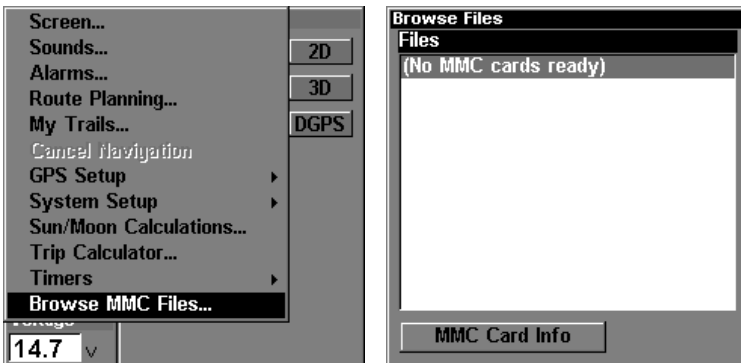 Screen...
Sounds...
Alarms...
Route Planning...
My Trails...
Cancel Navigation
GPS Setup
System Setup
Sun/Moon Calculations...
Trip Calculator...
Timers
Browse MMC Files...
2D
3D
DGPS
Voltage
14.7 v
Browse Files
Files
(No MMC cards ready)
MMC Card Info